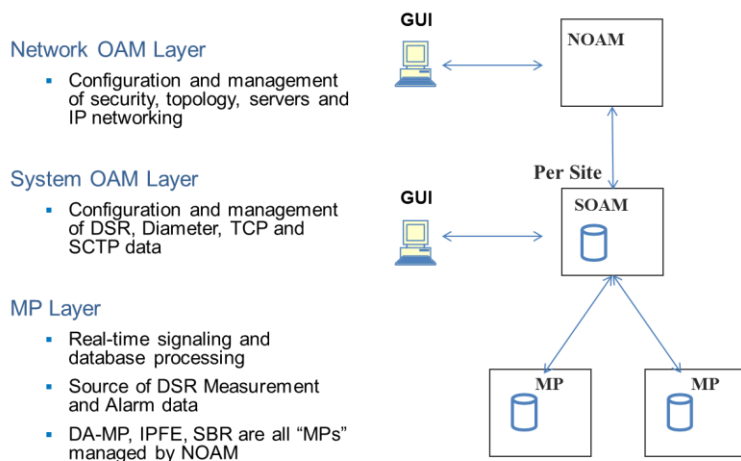 Network OAM Layer
▪ Configuration and management
of security, topology, servers and
IP networking
System OAM Layer
▪ Configuration and management
of DSR, Diameter, TCP and
SCTP data
MP Layer
▪ Real-time signaling and
database processing
▪ Source of DSR Measurement
and Alarm data
▪ DA-MP, IPFE, SBR are all “MPs”
managed by NOAM
GUI
NOAM
Per Site
GUI
SOAM
MP
MP